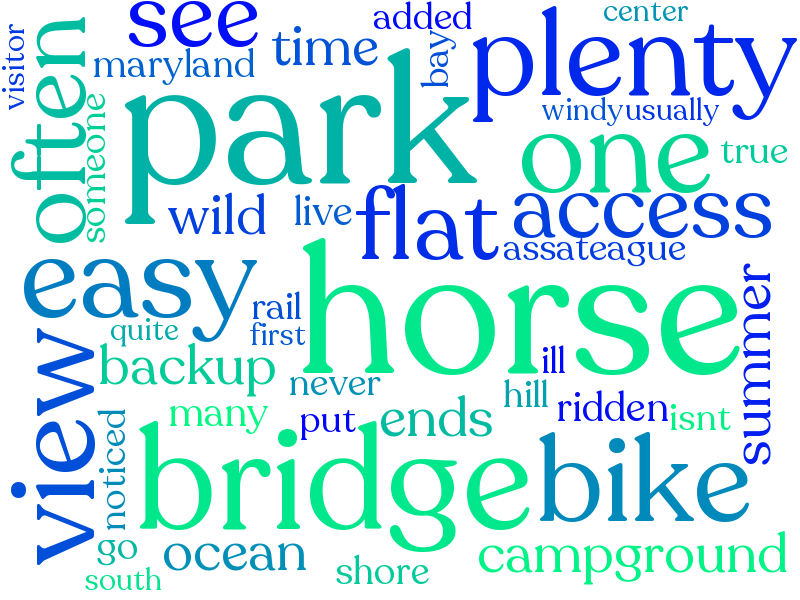 see
added
center
visitor
often
time
plenty
maryland
bay
park
windy
usually
someone
one
true
wild
live
flat
access
assateague
easy
horse
rail
summer
quite
first
view
backup
never
ill
hill
ridden
isnt
many
put
ends
noticed
bridge
bike
go
ocean
shore
campground
south